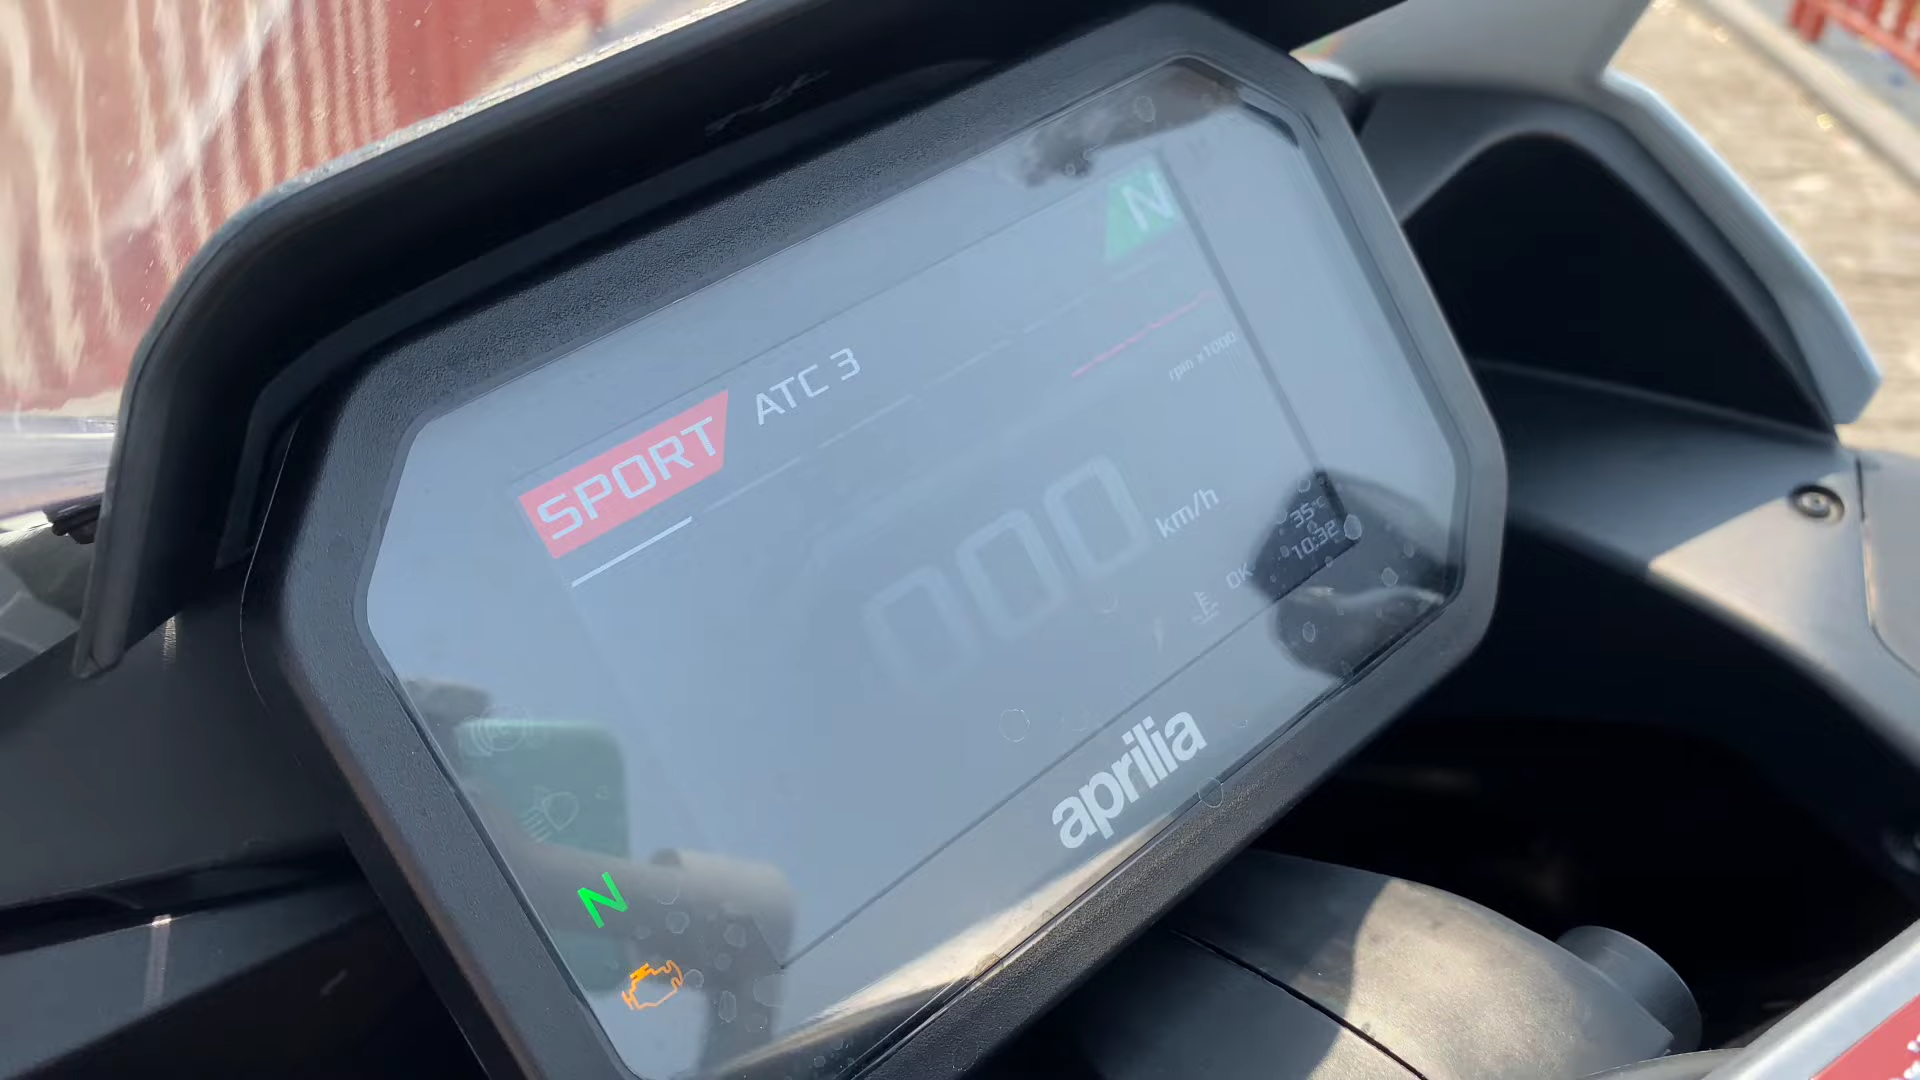 N
SPORT ATC 3
rpm x1000
000 km/h
35°C
OK 10:32
aprilia
N